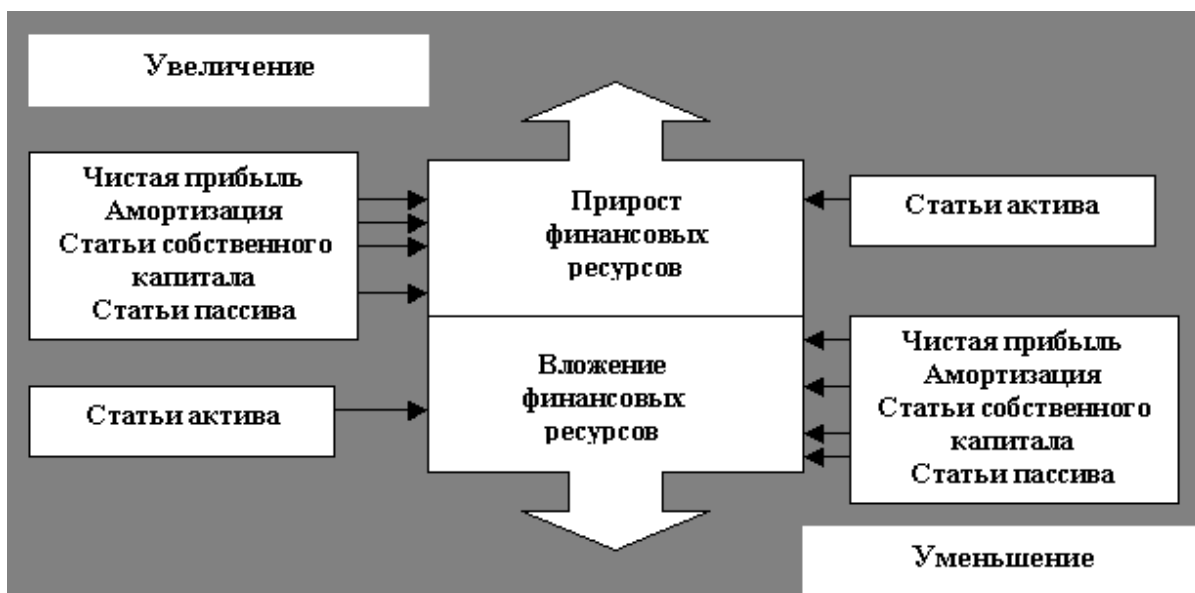 Увеличение
Чистая прибыль
Амортизация
Статьи собственного
капитала
Статьи пассива
Прирост
финансовых
ресурсов
Статьи актива
Статьи актива
Вложение
финансовых
ресурсов
Чистая прибыль
Амортизация
Статьи собственного
капитала
Статьи пассива
Уменьшение